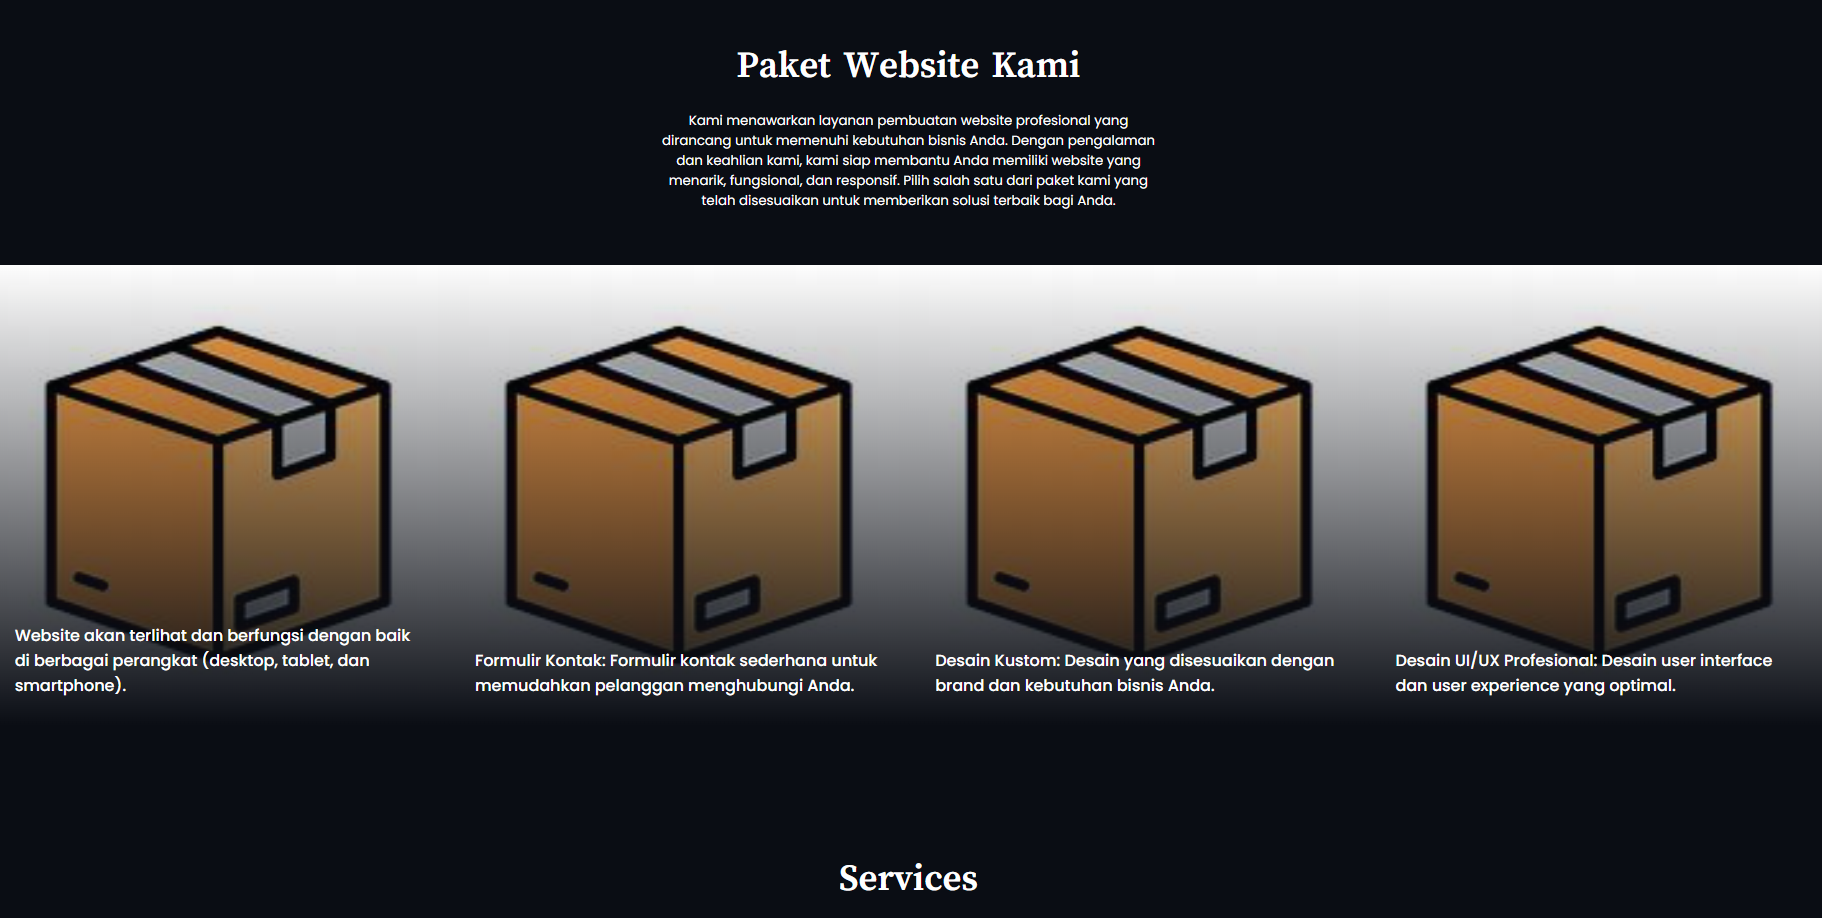 Paket Website Kami
Kami menawarkan layanan pembuatan website profesional yang
dirancang untuk memenuhi kebutuhan bisnis Anda. Dengan pengalaman
dan keahlian kami, kami siap membantu Anda memiliki website yang
menarik, fungsional, dan responsif. Pilih salah satu dari paket kami yang
telah disesuaikan untuk memberikan solusi terbaik bagi Anda.
Website akan terlihat dan berfungsi dengan baik
di berbagai perangkat (desktop, tablet, dan
smartphone).
Formulir Kontak: Formulir kontak sederhana untuk
memudahkan pelanggan menghubungi Anda.
Desain Kustom: Desain yang disesuaikan dengan
brand dan kebutuhan bisnis Anda.
Desain UI/UX Profesional: Desain user interface
dan user experience yang optimal.
Services